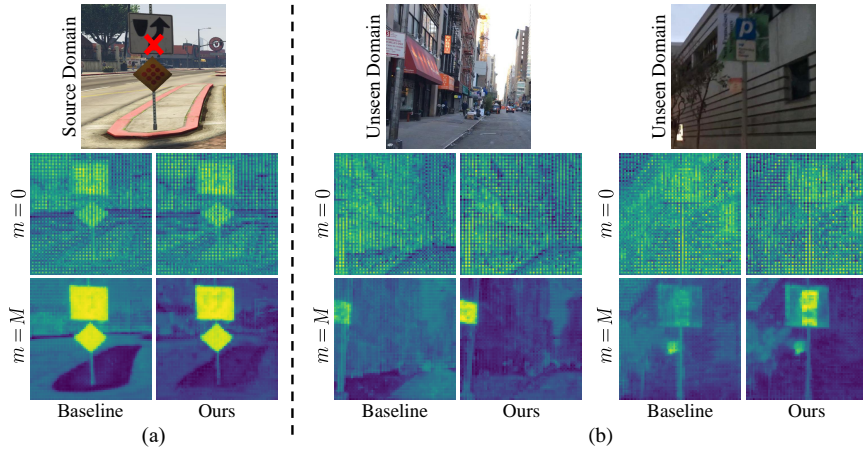 Source Domain
Unseen Domain
Unseen Domain
P
m = 0
m = 0
m = 0
m = M
m = M
m = M
Baseline
Ours
Baseline
Ours
Baseline
Ours
(a)
(b)